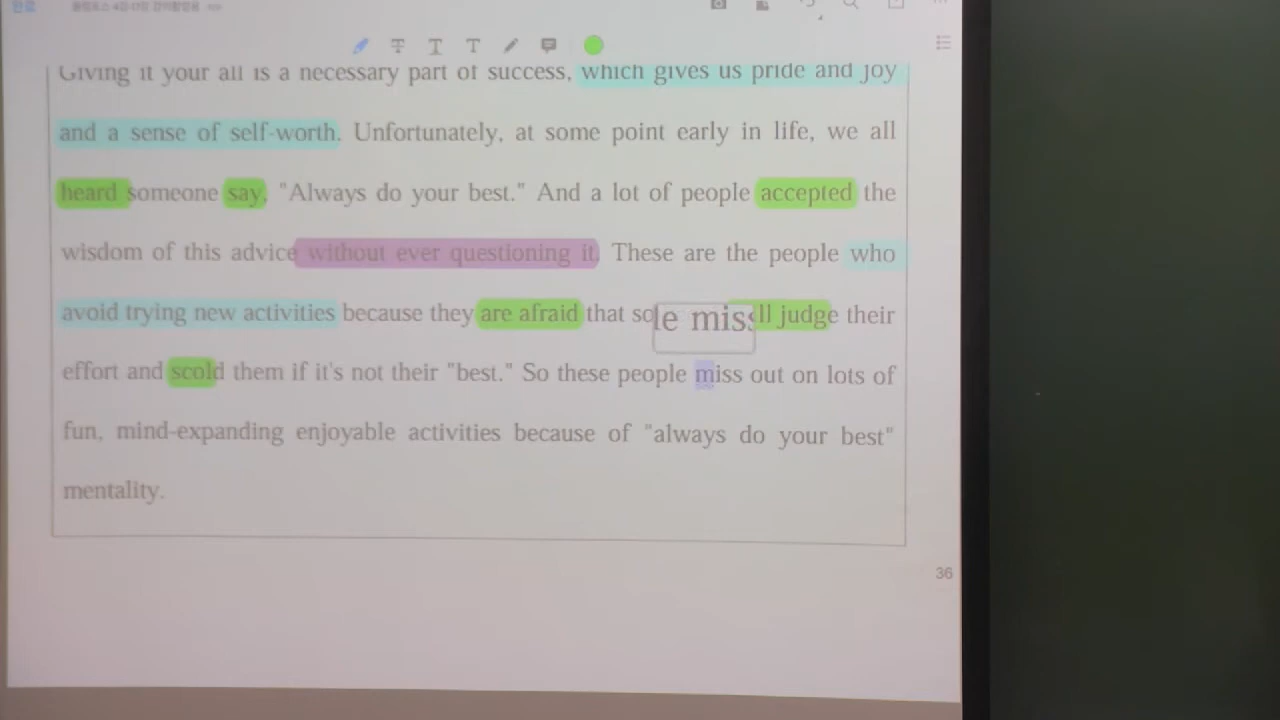 완료
Giving it your all is a necessary part of success, which gives us pride and joy
and a sense of self-worth. Unfortunately, at some point early in life, we all
heard someone say, "Always do your best." And a lot of people accepted the
wisdom of this advice without ever questioning it. These are the people who
avoid trying new activities because they are afraid that so le miss ll judge their
effort and scold them if it's not their "best." So these people miss out on lots of
fun, mind-expanding enjoyable activities because of "always do your best"
mentality.
36